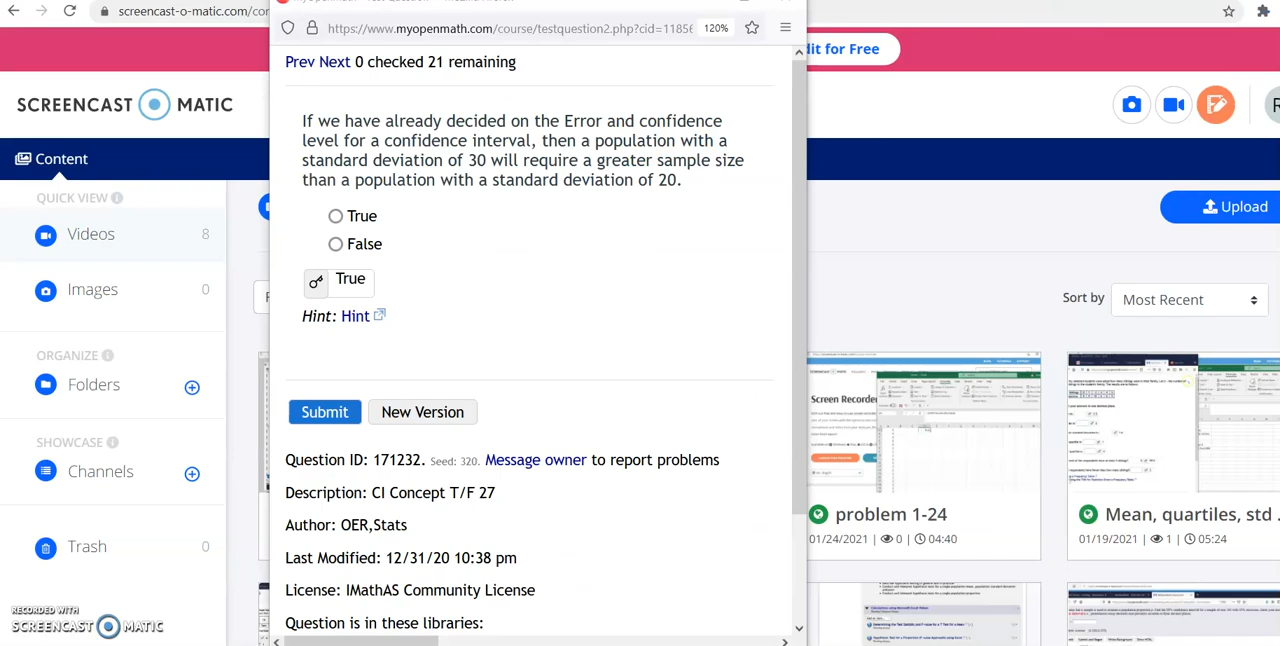 screencast-o-matic.com/cor
https://www.myopenmath.com/course/testquestion2.php?cid=11856
120%
dit for Free
Prev Next 0 checked 21 remaining
SCREENCAST MATIC
Content
If we have already decided on the Error and confidence
level for a confidence interval, then a population with a
standard deviation of 30 will require a greater sample size
than a population with a standard deviation of 20.
True
False
True
Hint: Hint
Submit
New Version
Question ID: 171232. Seed: 320. Message owner to report problems
Description: CI Concept T/F 27
Author: OER,Stats
Last Modified: 12/31/20 10:38 pm
License: IMathAS Community License
Question is in these libraries:
QUICK VIEW
Videos 8
Images 0
ORGANIZE
Folders
SHOWCASE
Channels
Trash 0
RECORDED WITH
SCREENCAST MATIC
Upload
Sort by
Most Recent
Screen Recorder
problem 1-24
01/24/2021 | 0 | 04:40
Mean, quartiles, std .
01/19/2021 | 1 | 05:24